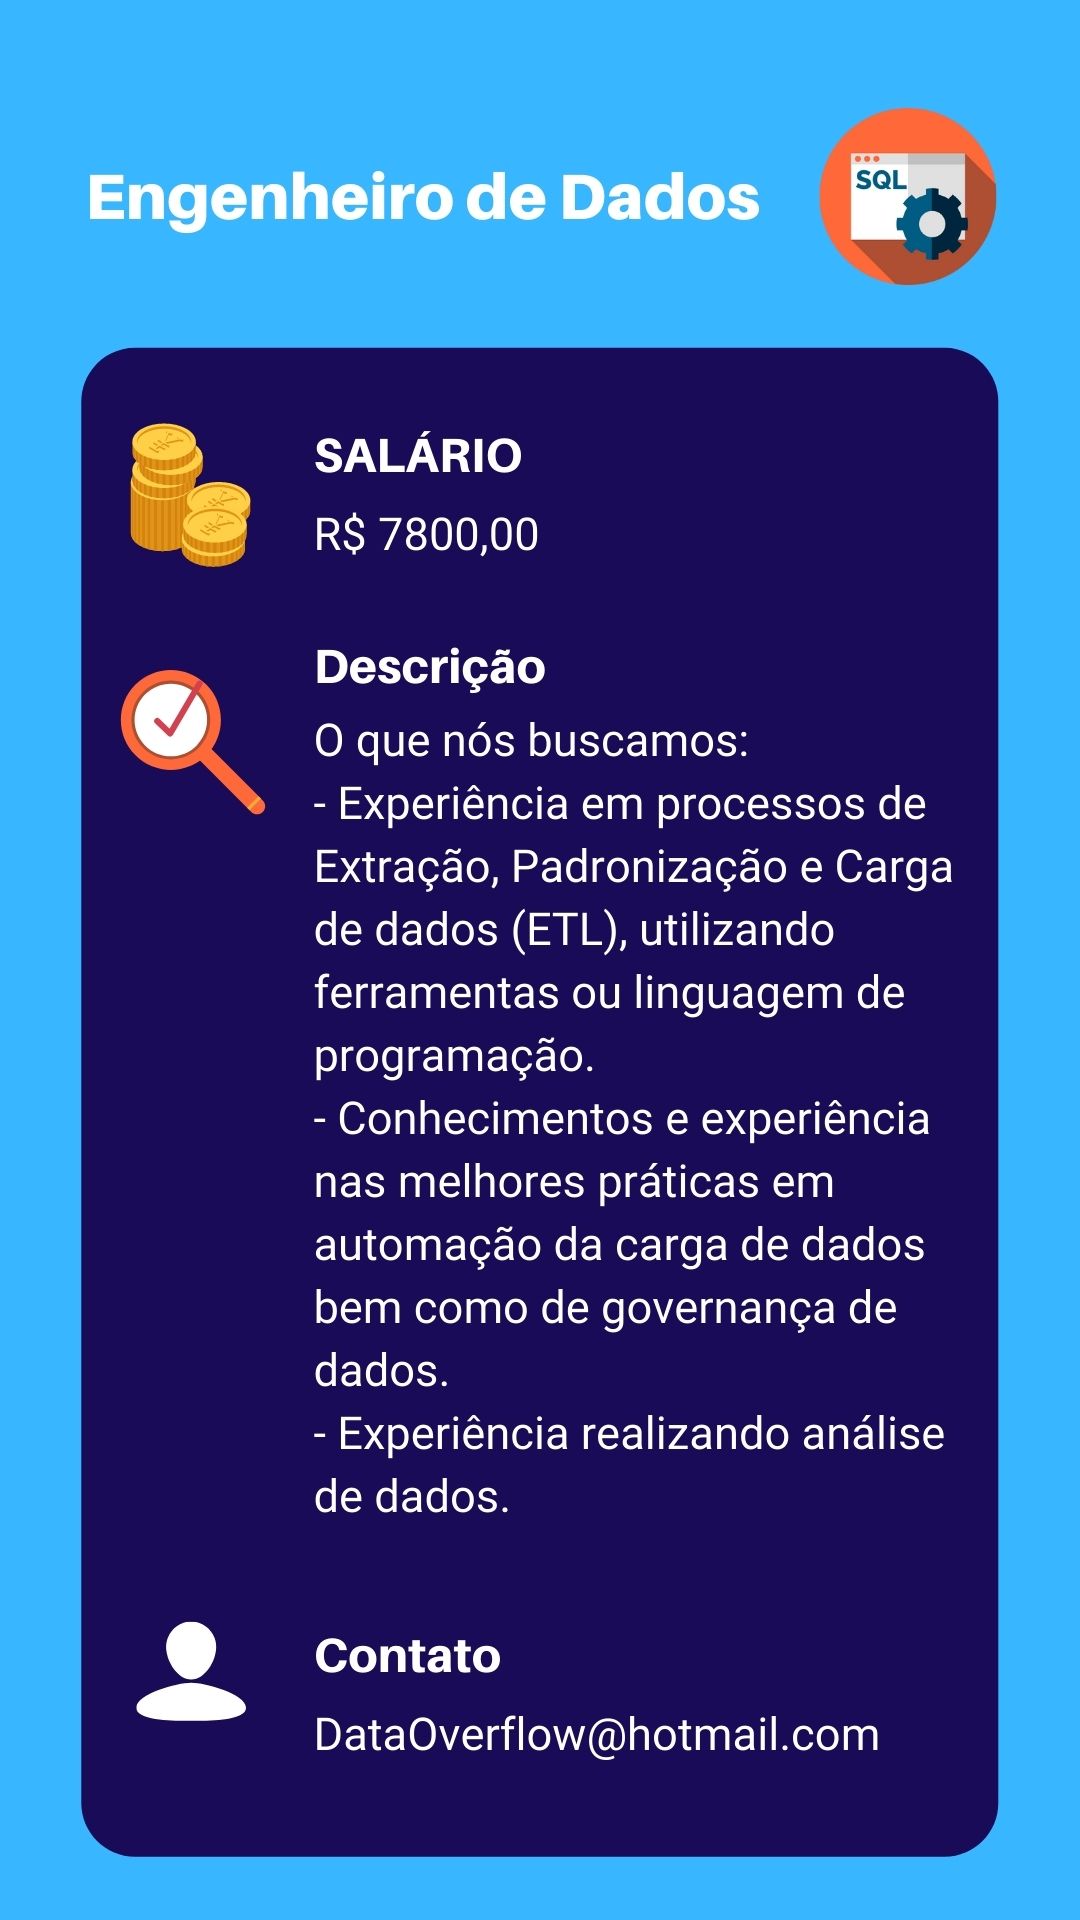 Engenheiro de Dados
SQL
SALÁRIO
R$ 7800,00
Descrição
O que nós buscamos:
- Experiência em processos de
Extração, Padronização e Carga
de dados (ETL), utilizando
ferramentas ou linguagem de
programação.
- Conhecimentos e experiência
nas melhores práticas em
automação da carga de dados
bem como de governança de
dados.
- Experiência realizando análise
de dados.
Contato
DataOverflow@hotmail.com